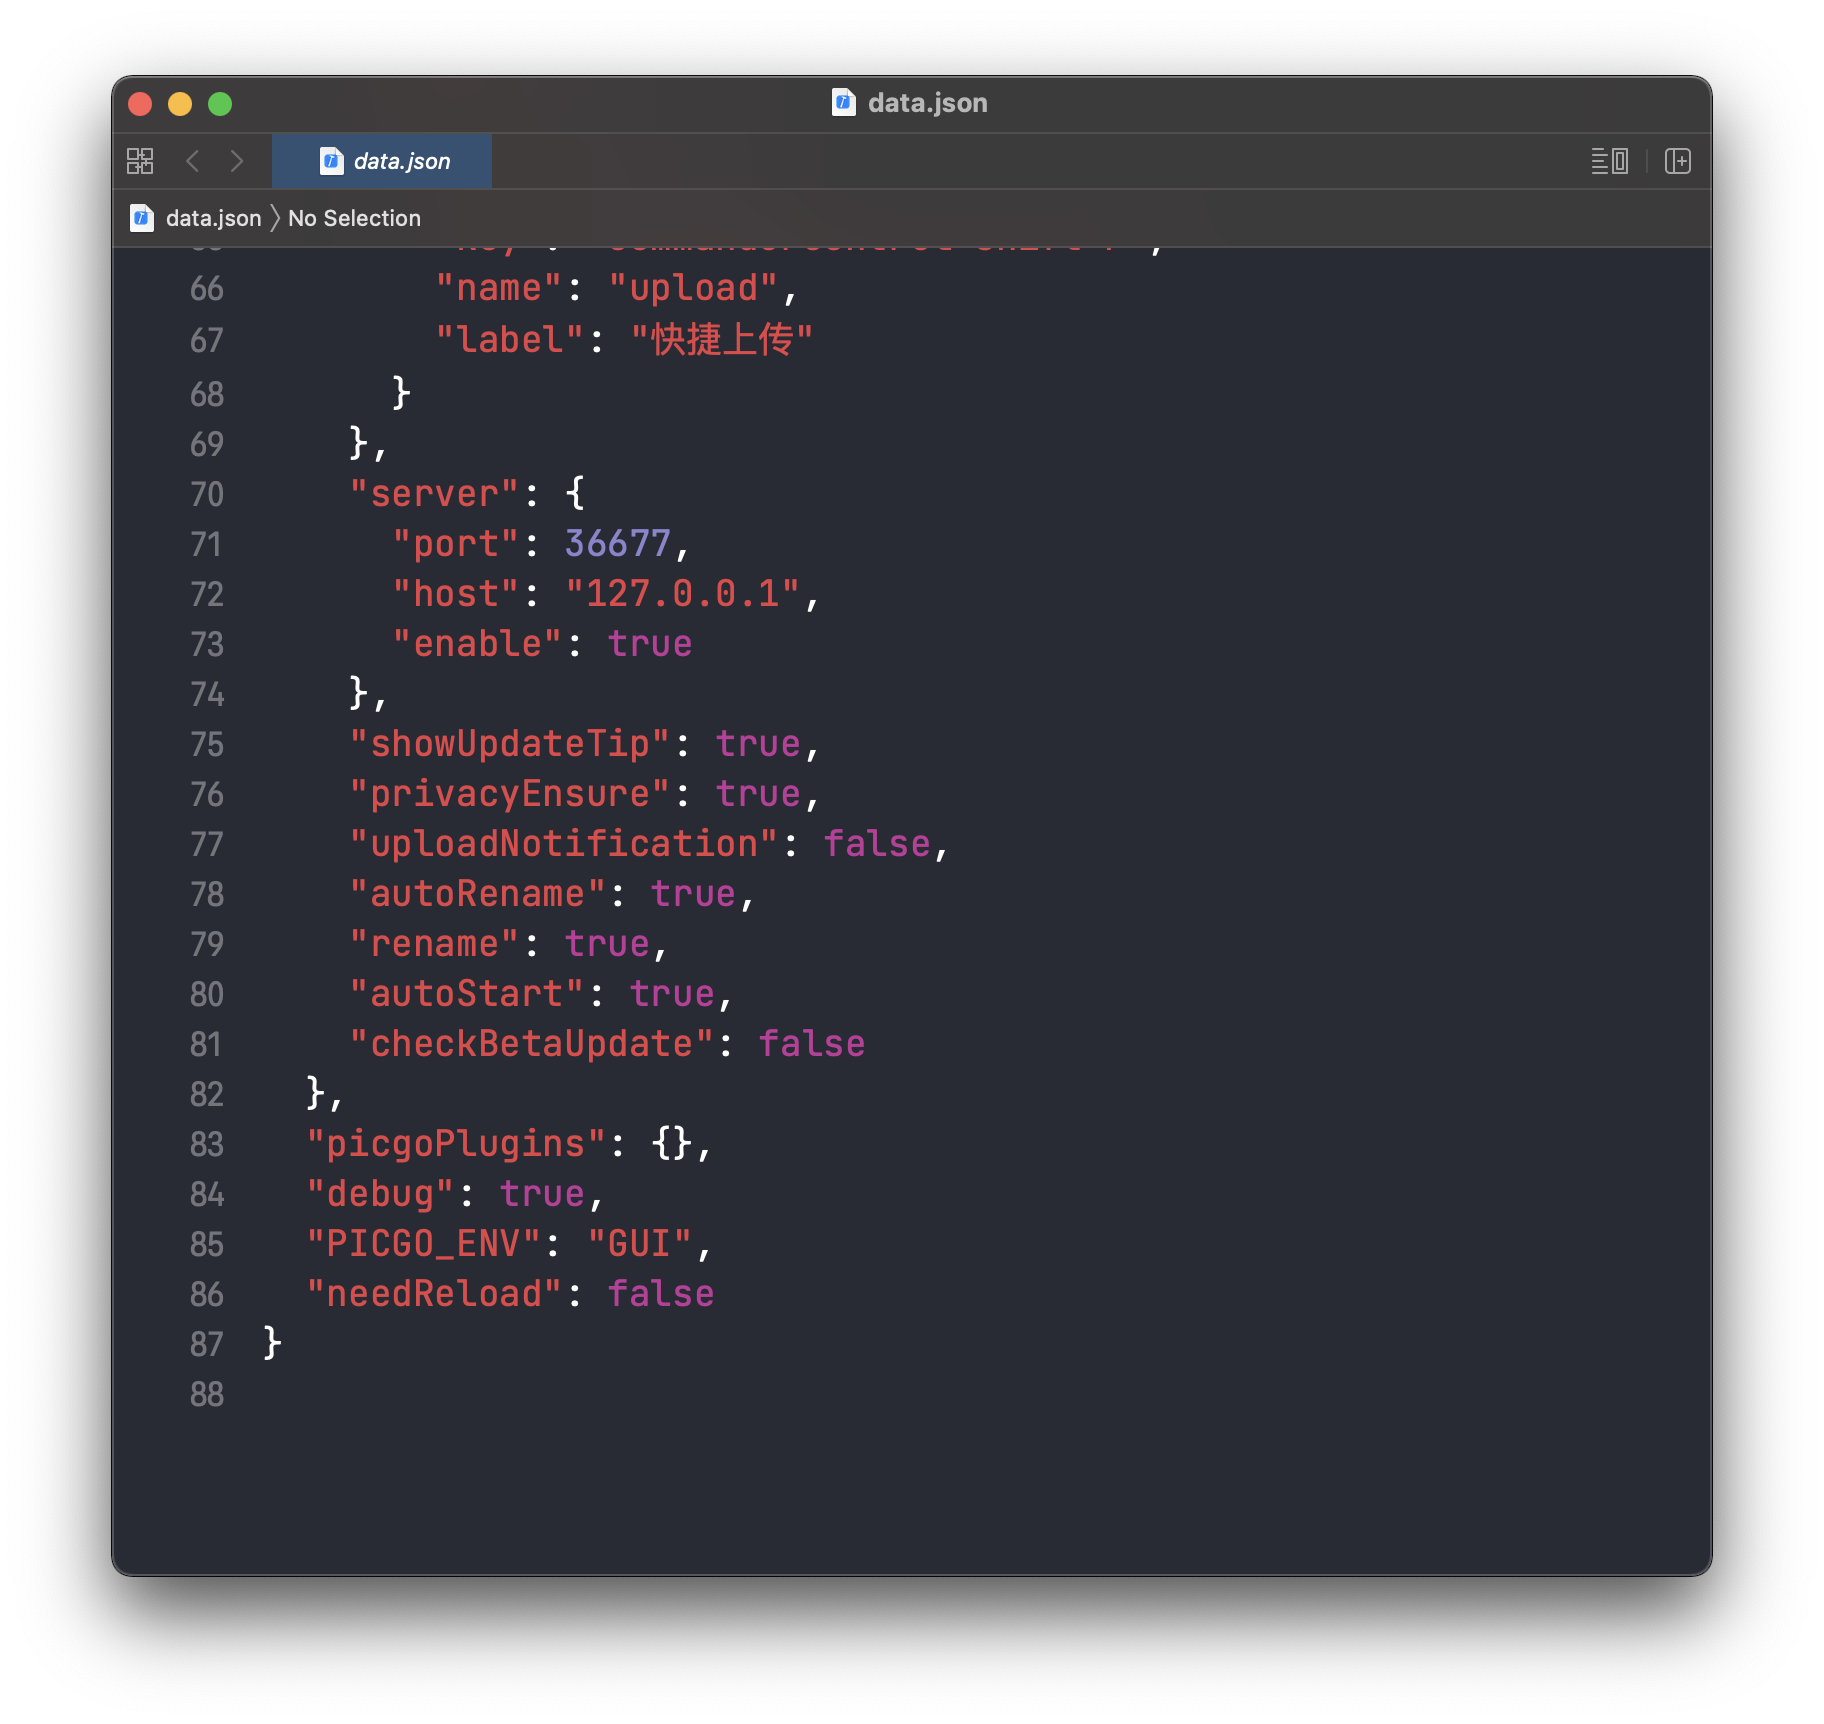 data.json
data.json
data.json 〉 No Selection
66 "name": "upload",
67 "label": "快捷上传"
68 }
69 },
70 "server": {
71 "port": 36677,
72 "host": "127.0.0.1",
73 "enable": true
74 },
75 "showUpdateTip": true,
76 "privacyEnsure": true,
77 "uploadNotification": false,
78 "autoRename": true,
79 "rename": true,
80 "autoStart": true,
81 "checkBetaUpdate": false
82 },
83 "picgoPlugins": {},
84 "debug": true,
85 "PICGO_ENV": "GUI",
86 "needReload": false
87 }
88